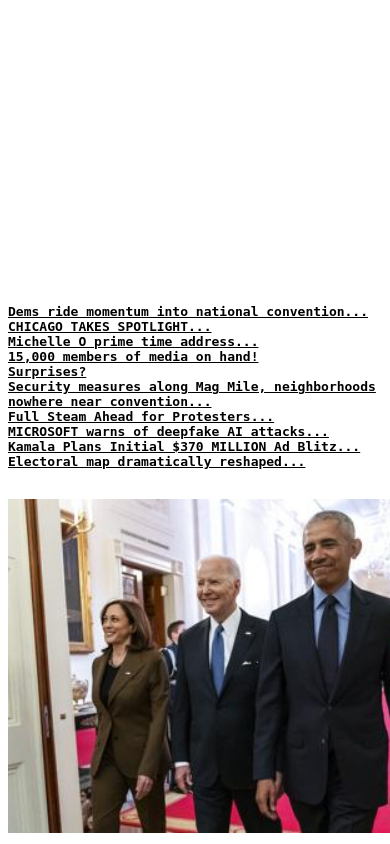 Dems ride momentum into national convention...
CHICAGO TAKES SPOTLIGHT...
Michelle O prime time address...
15,000 members of media on hand!
Surprises?
Security measures along Mag Mile, neighborhoods
nowhere near convention...
Full Steam Ahead for Protesters...
MICROSOFT warns of deepfake AI attacks...
Kamala Plans Initial $370 MILLION Ad Blitz...
Electoral map dramatically reshaped...